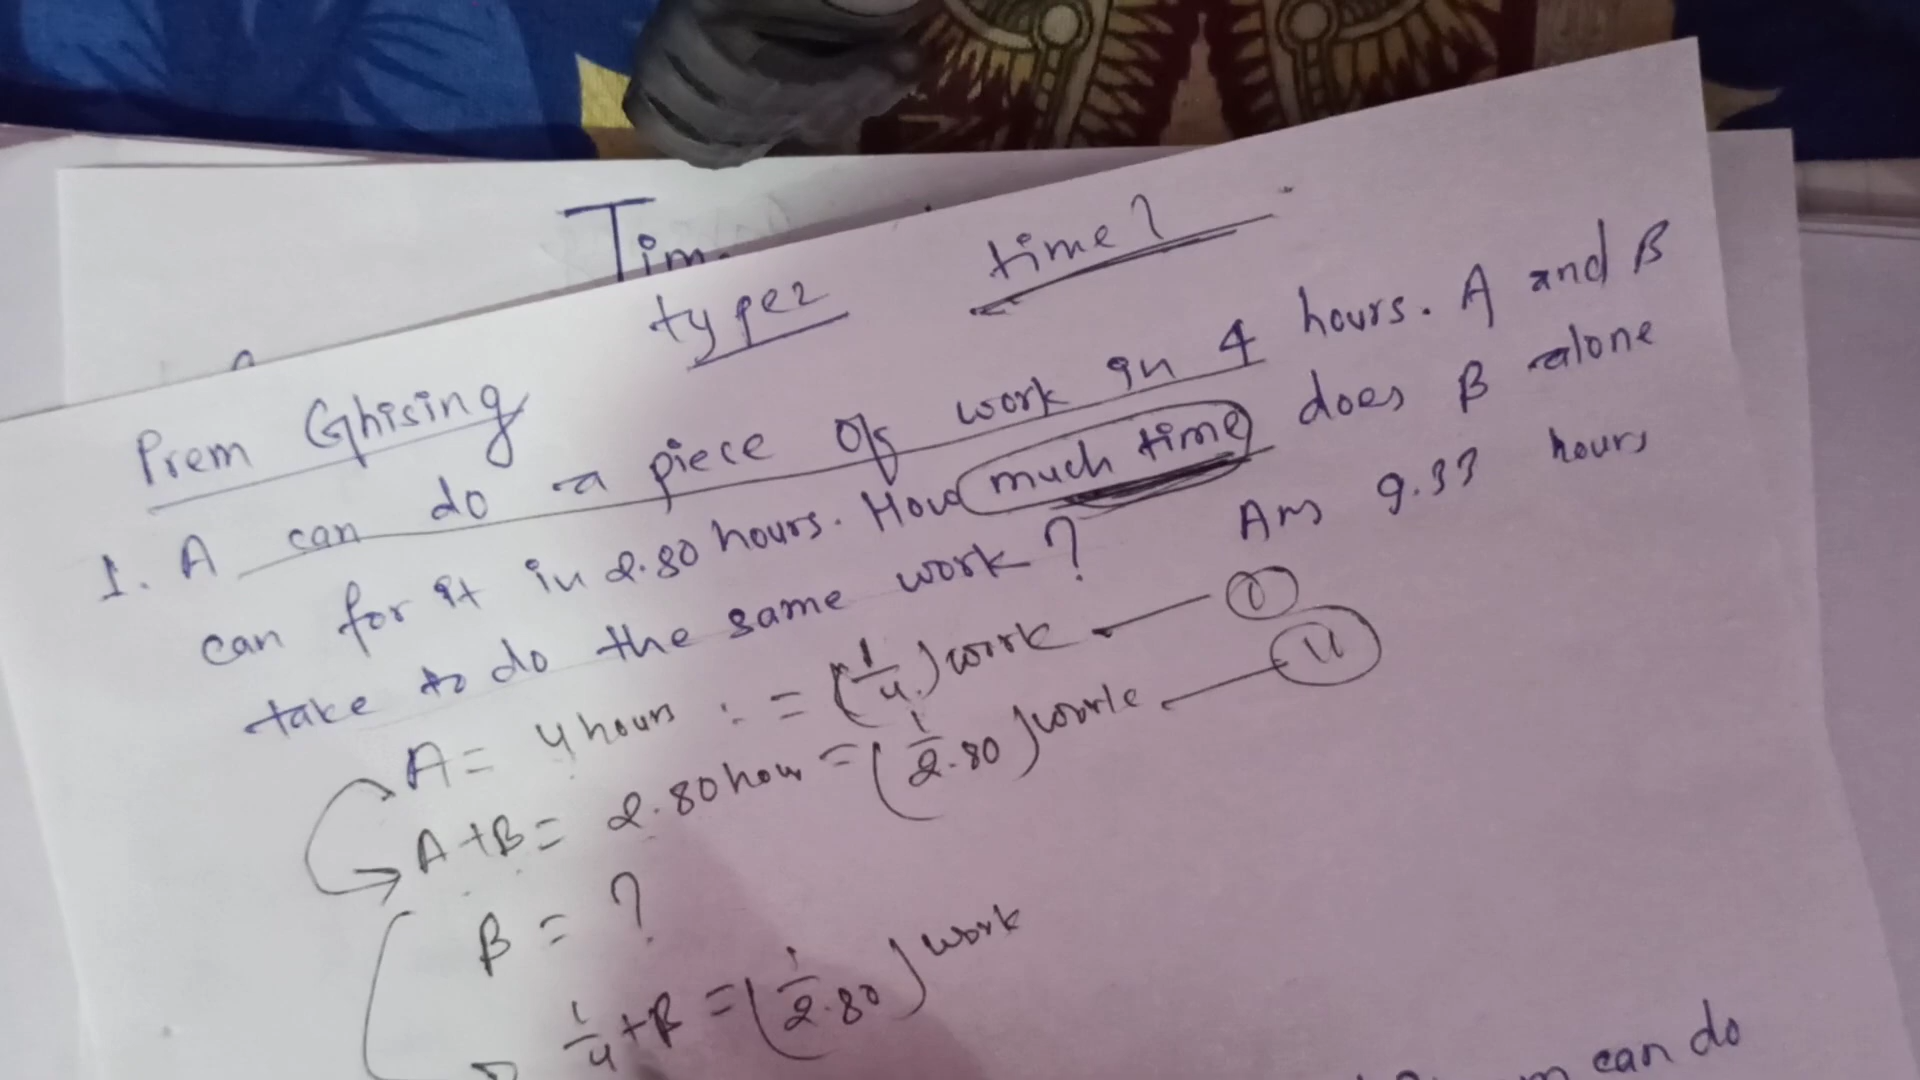 Tim
type2 time?
Prem Ghising
1. A can do a piece of work in 4 hours. A and B
can for it in 2.80 hours. How much time does B alone
take to do the same work? Ans 9.33 hours
A = 4 hours : = (1/4) work — I
A+B = 2.80 hour = (1/2.80) work — II
B = ?
1/4 + B = (1/2.80) work
can do